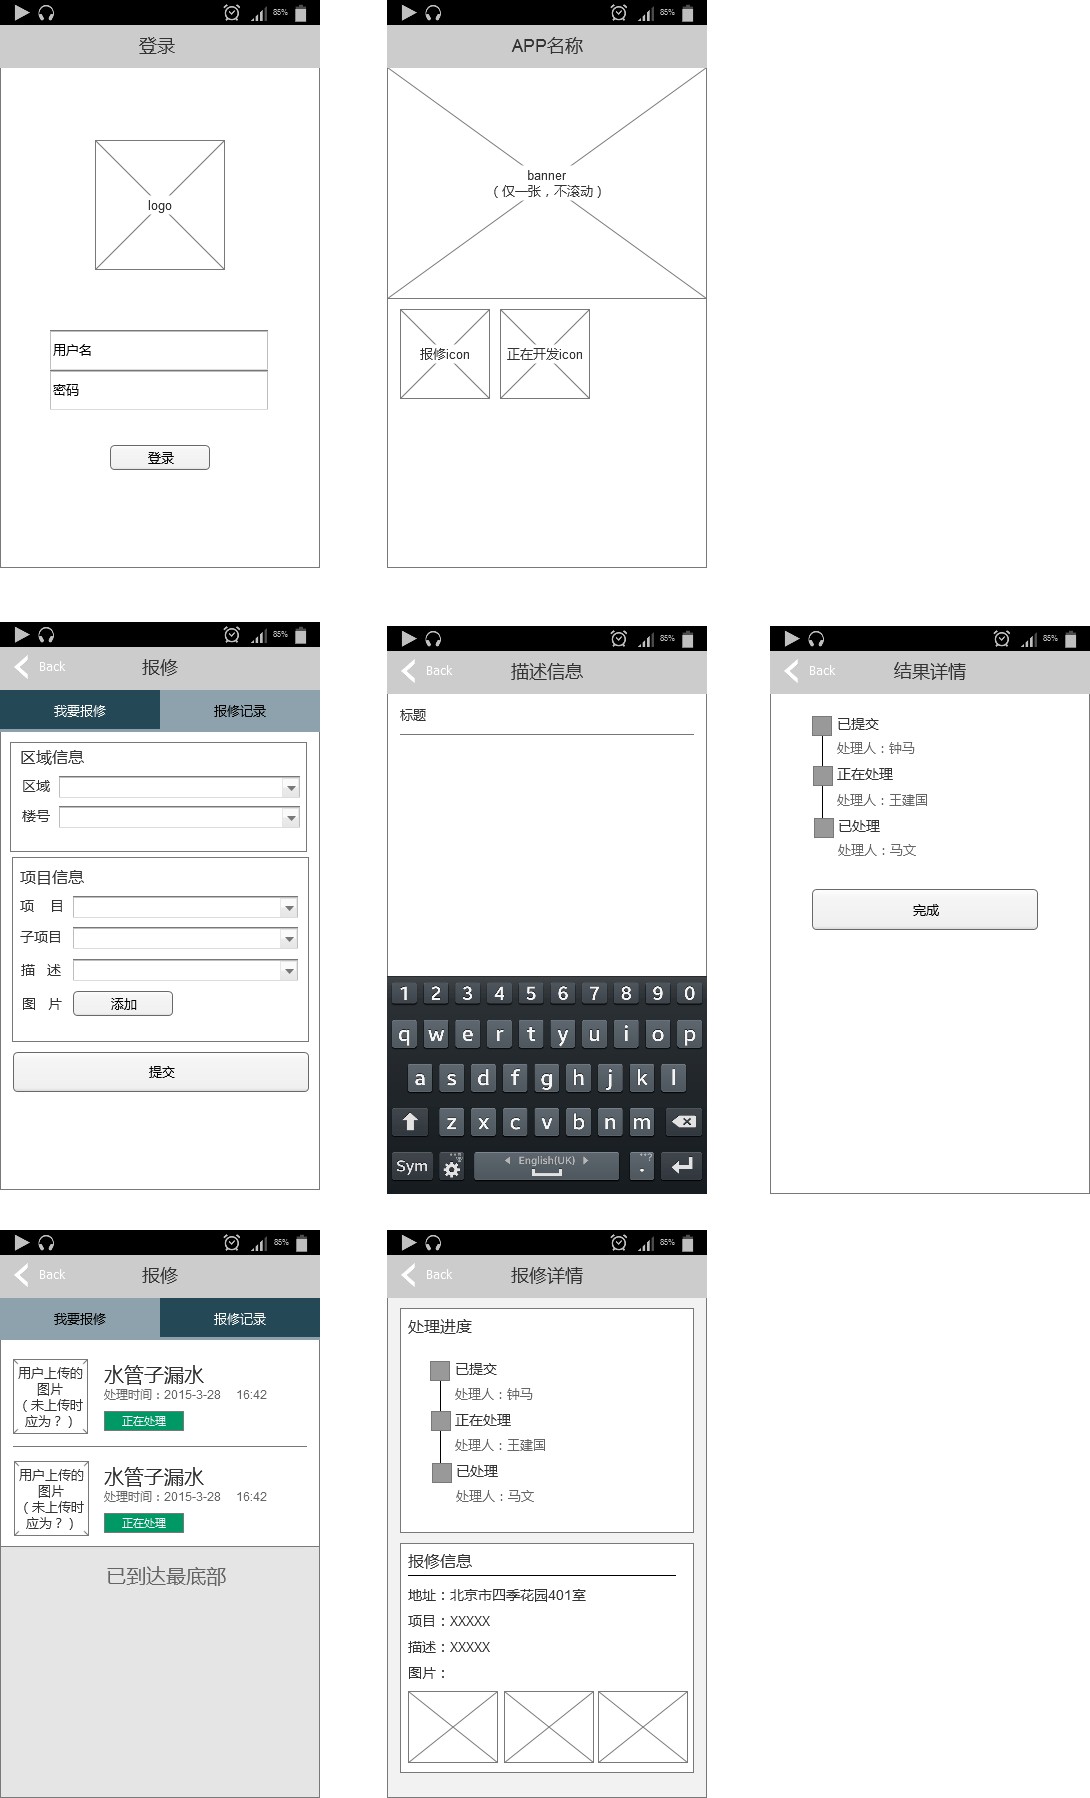 85%
登录
logo
用户名
密码
登录
85%
APP名称
banner
（仅一张，不滚动）
报修icon
正在开发icon
85%
Back
报修
我要报修
报修记录
区域信息
区域
楼号
项目信息
项 目
子项目
描 述
图 片
添加
提交
85%
Back
描述信息
标题
1 2 3 4 5 6 7 8 9 0
q w e r t y u i o p
a s d f g h j k l
z x c v b n m
Sym
English(UK)
.
85%
Back
结果详情
已提交
处理人：钟马
正在处理
处理人：王建国
已处理
处理人：马文
完成
85%
Back
报修
我要报修
报修记录
用户上传的
图片
（未上传时
应为？）
水管子漏水
处理时间：2015-3-28 16:42
正在处理
用户上传的
图片
（未上传时
应为？）
水管子漏水
处理时间：2015-3-28 16:42
正在处理
已到达最底部
85%
Back
报修详情
处理进度
已提交
处理人：钟马
正在处理
处理人：王建国
已处理
处理人：马文
报修信息
地址：北京市四季花园401室
项目：XXXXX
描述：XXXXX
图片：